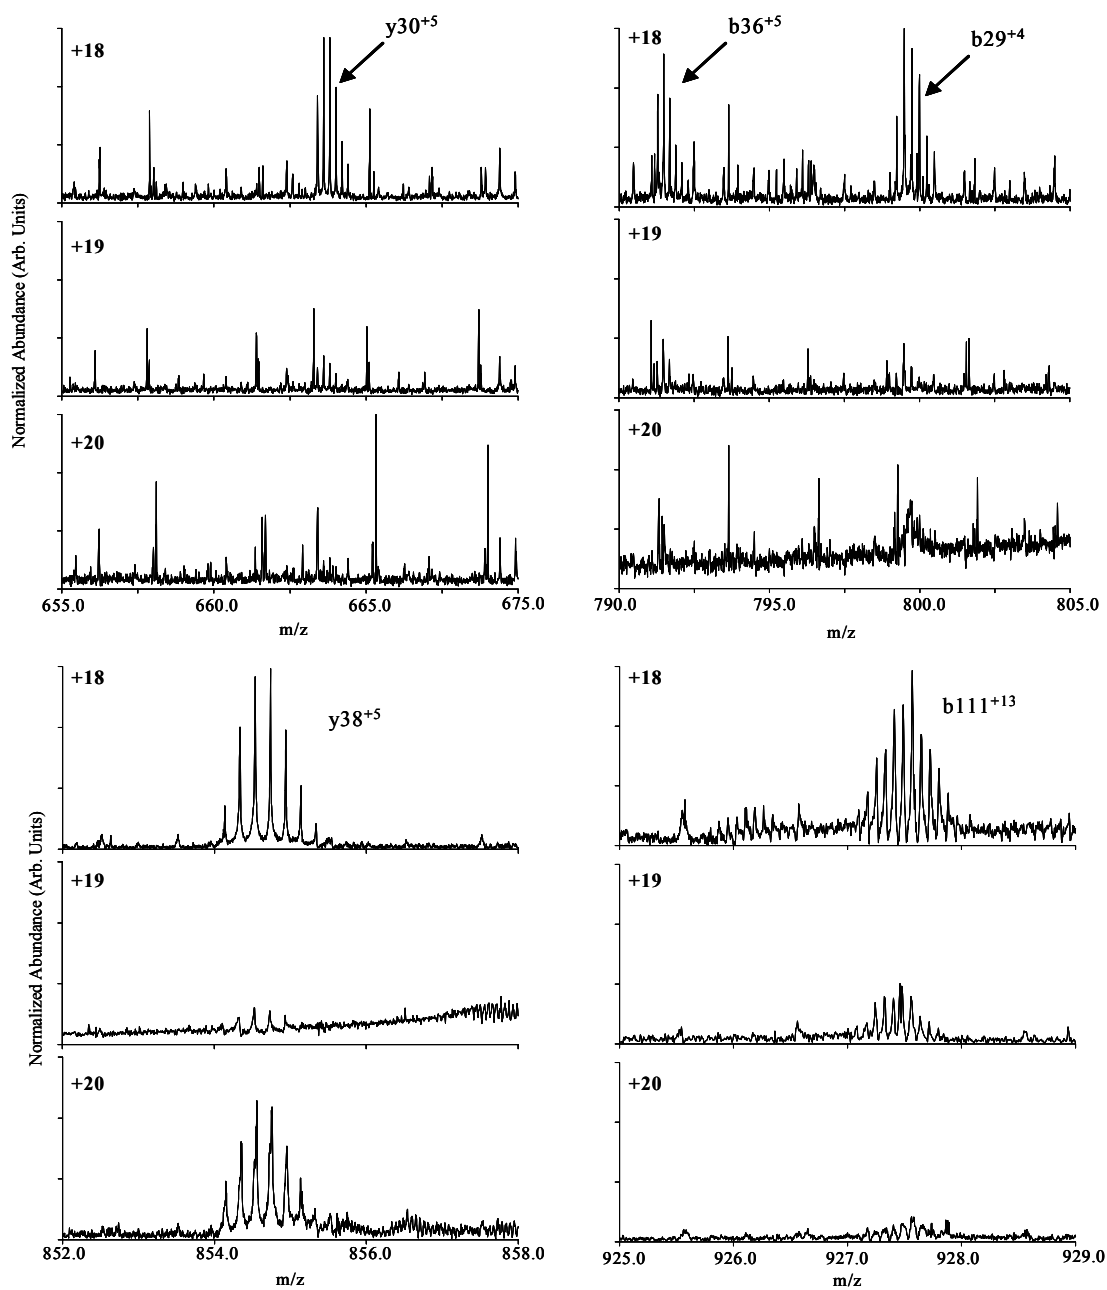 y30+5
b36+5
b29+4
+18
+18
+19
+19
+20
+20
Normalized Abundance (Arb. Units)
655.0 660.0 665.0 675.0
790.0 795.0 800.0 805.0
m/z
m/z
+18
y38+5
+18
b111+13
+19
+19
+20
+20
Normalized Abundance (Arb. Units)
852.0 854.0 856.0 858.0
925.0 926.0 927.0 928.0 929.0
m/z
m/z